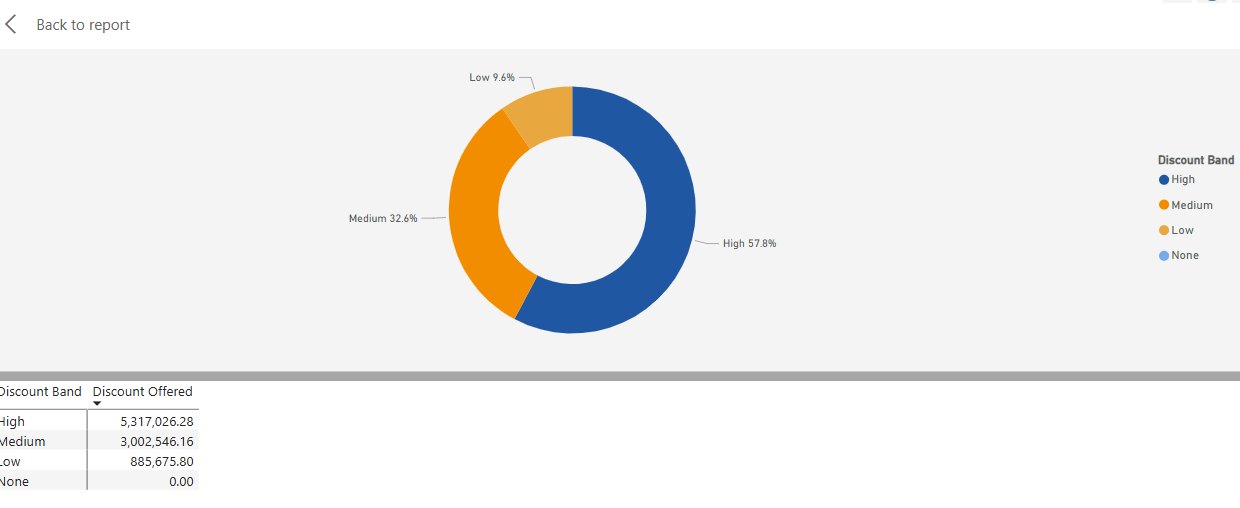 Back to report
Low 9.6%
Medium 32.6%
High 57.8%
Discount Band
High
Medium
Low
None
Discount Band Discount Offered
High 5,317,026.28
Medium 3,002,546.16
Low 885,675.80
None 0.00